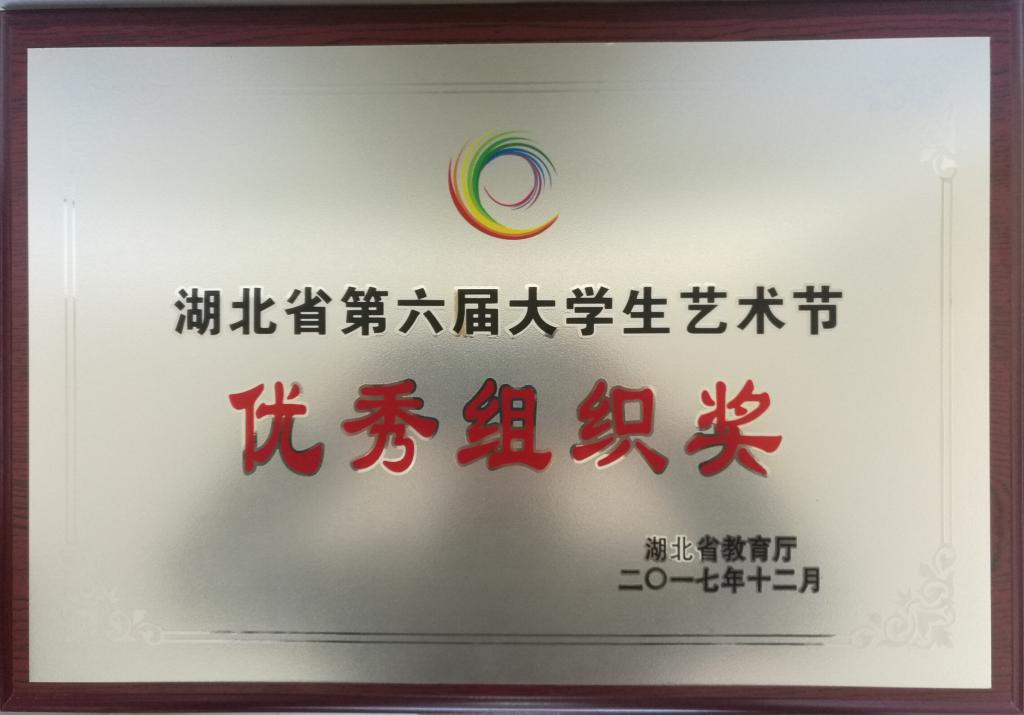 湖北省第六届大学生艺术节
优秀组织奖
湖北省教育厅
二〇一七年十二月